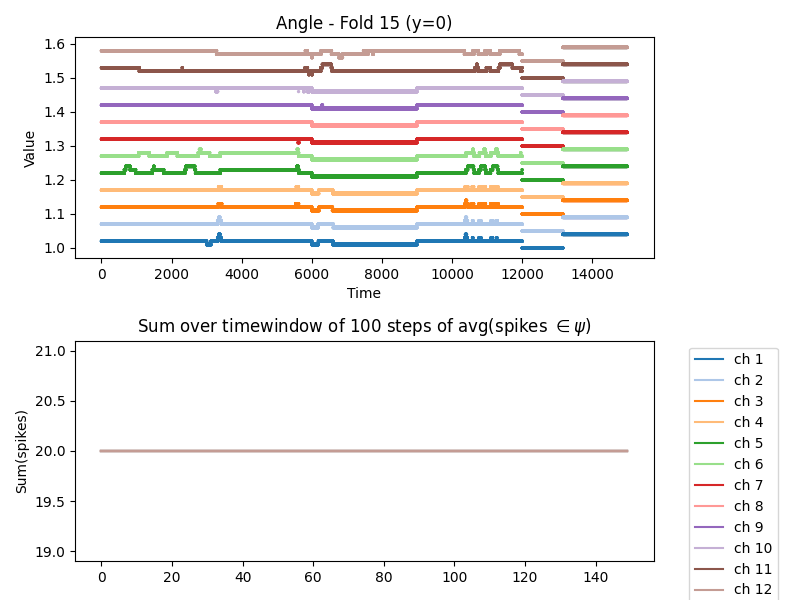 Angle - Fold 15 (y=0)
1.6
1.5
1.4
1.3
1.2
1.1
1.0
Value
0 2000 4000 6000 8000 10000 12000 14000
Time
Sum over timewindow of 100 steps of avg(spikes ∈ ψ)
21.0
20.5
20.0
19.5
19.0
Sum(spikes)
0 20 40 60 80 100 120 140
ch 1
ch 2
ch 3
ch 4
ch 5
ch 6
ch 7
ch 8
ch 9
ch 10
ch 11
ch 12